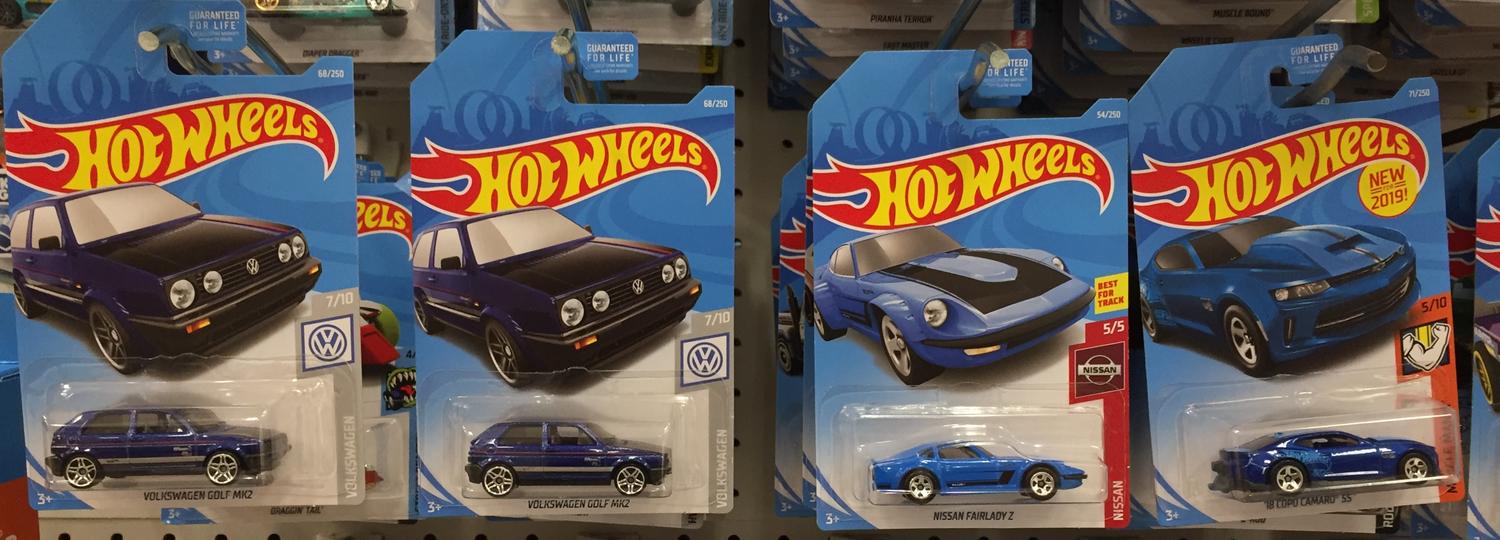 DIAPER DRAGGER
PIRANHA TERROR
MUSCLE BOUND
FAST MASTER
GUARANTEED
FOR LIFE
68/250
HOT WHEELS
7/10
VOLKSWAGEN
3+
VOLKSWAGEN GOLF MK2
ELS
DRAGGIN' TAIL
GUARANTEED
FOR LIFE
68/250
HOT WHEELS
7/10
VOLKSWAGEN
3+
VOLKSWAGEN GOLF MK2
FOR LIFE
54/250
HOT WHEELS
BEST
FOR
TRACK
5/5
NISSAN
NISSAN
3+
NISSAN FAIRLADY Z
GUARANTEED
FOR LIFE
71/250
HOT WHEELS
NEW
FOR
2019!
5/10
3+
'18 COPO CAMARO SS